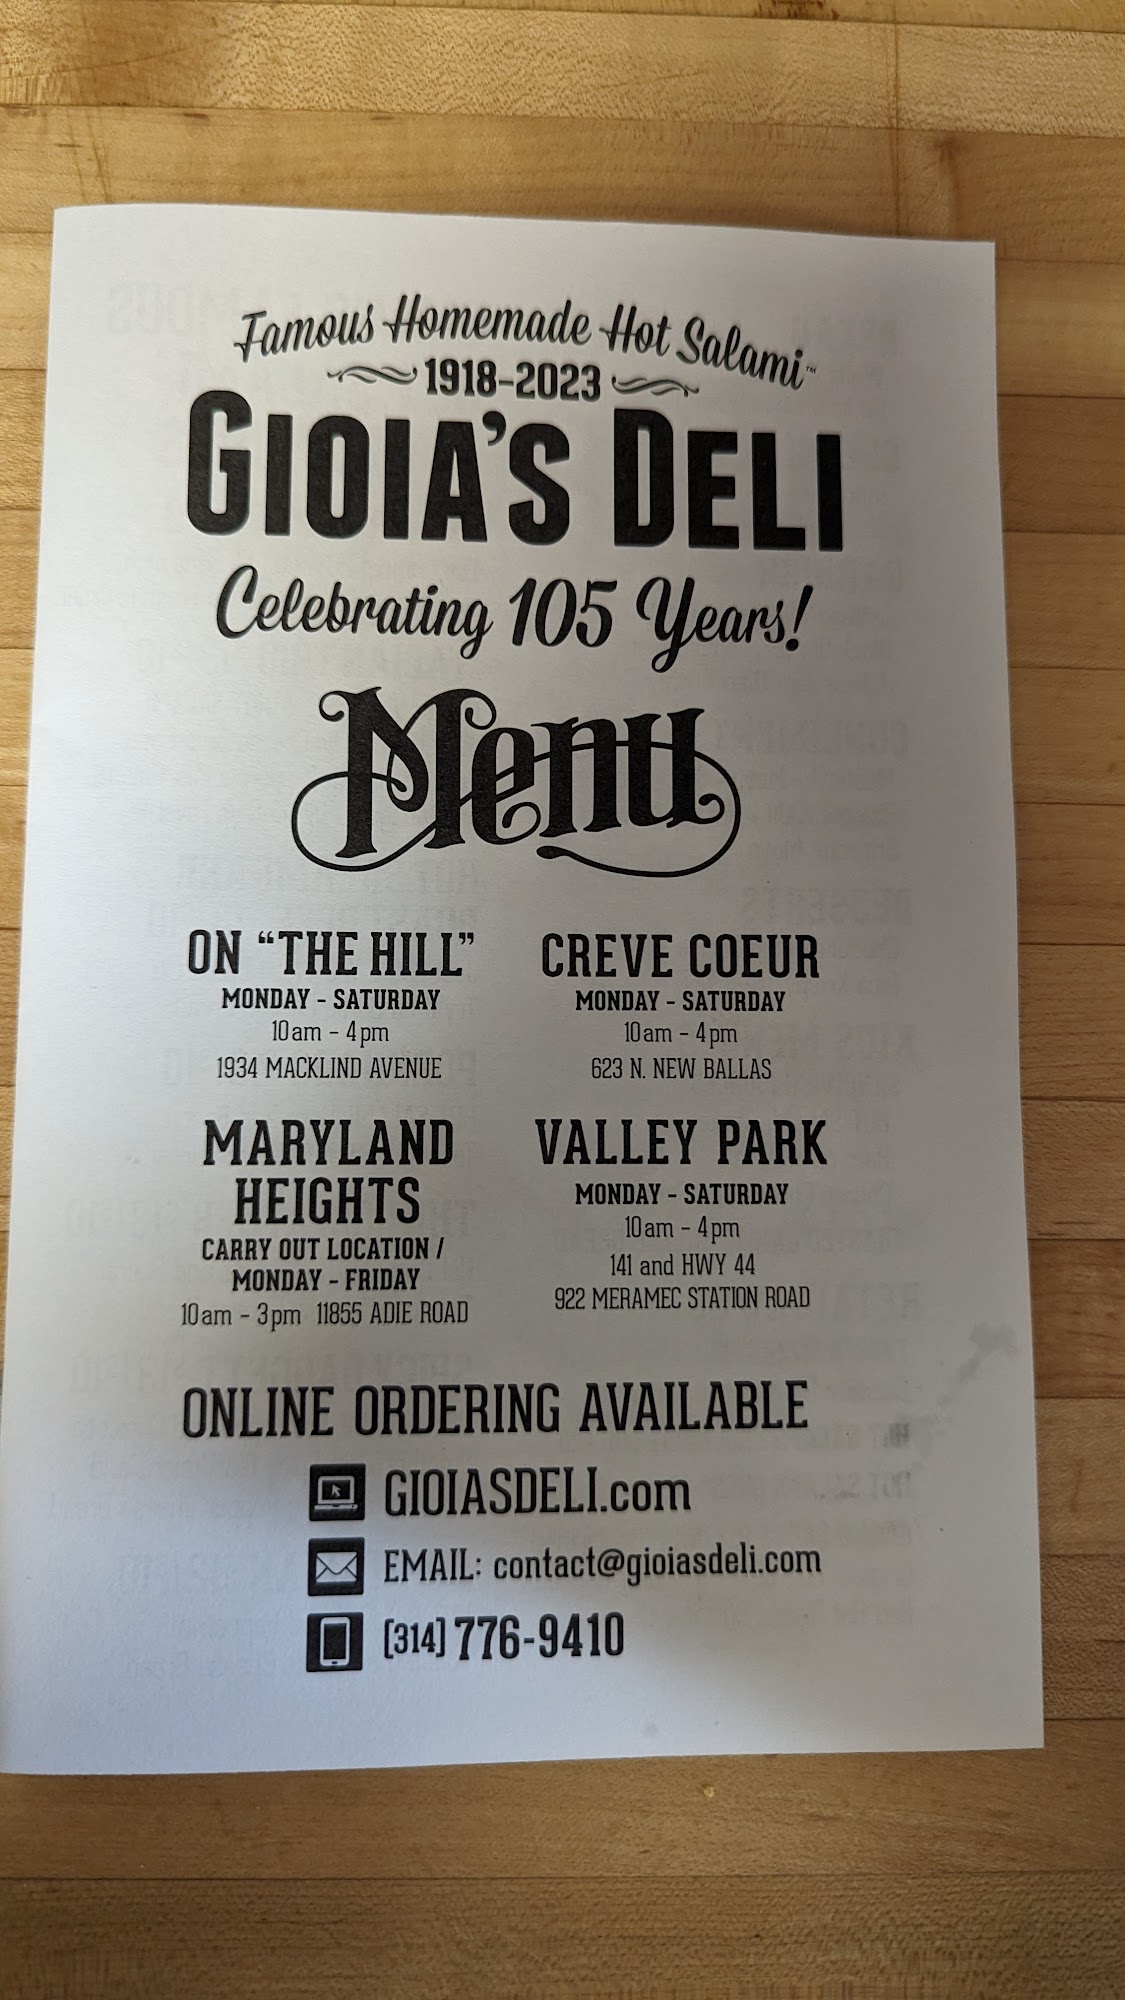 Famous Homemade Hot Salami™
1918-2023
GIOIA'S DELI
Celebrating 105 Years!
Menu
ON "THE HILL"
MONDAY - SATURDAY
10am - 4pm
1934 MACKLIND AVENUE
CREVE COEUR
MONDAY - SATURDAY
10am - 4pm
623 N. NEW BALLAS
MARYLAND
HEIGHTS
CARRY OUT LOCATION /
MONDAY - FRIDAY
10am - 3pm 11855 ADIE ROAD
VALLEY PARK
MONDAY - SATURDAY
10am - 4pm
141 and HWY 44
922 MERAMEC STATION ROAD
ONLINE ORDERING AVAILABLE
GIOIASDELI.com
EMAIL: contact@gioiasdeli.com
(314) 776-9410